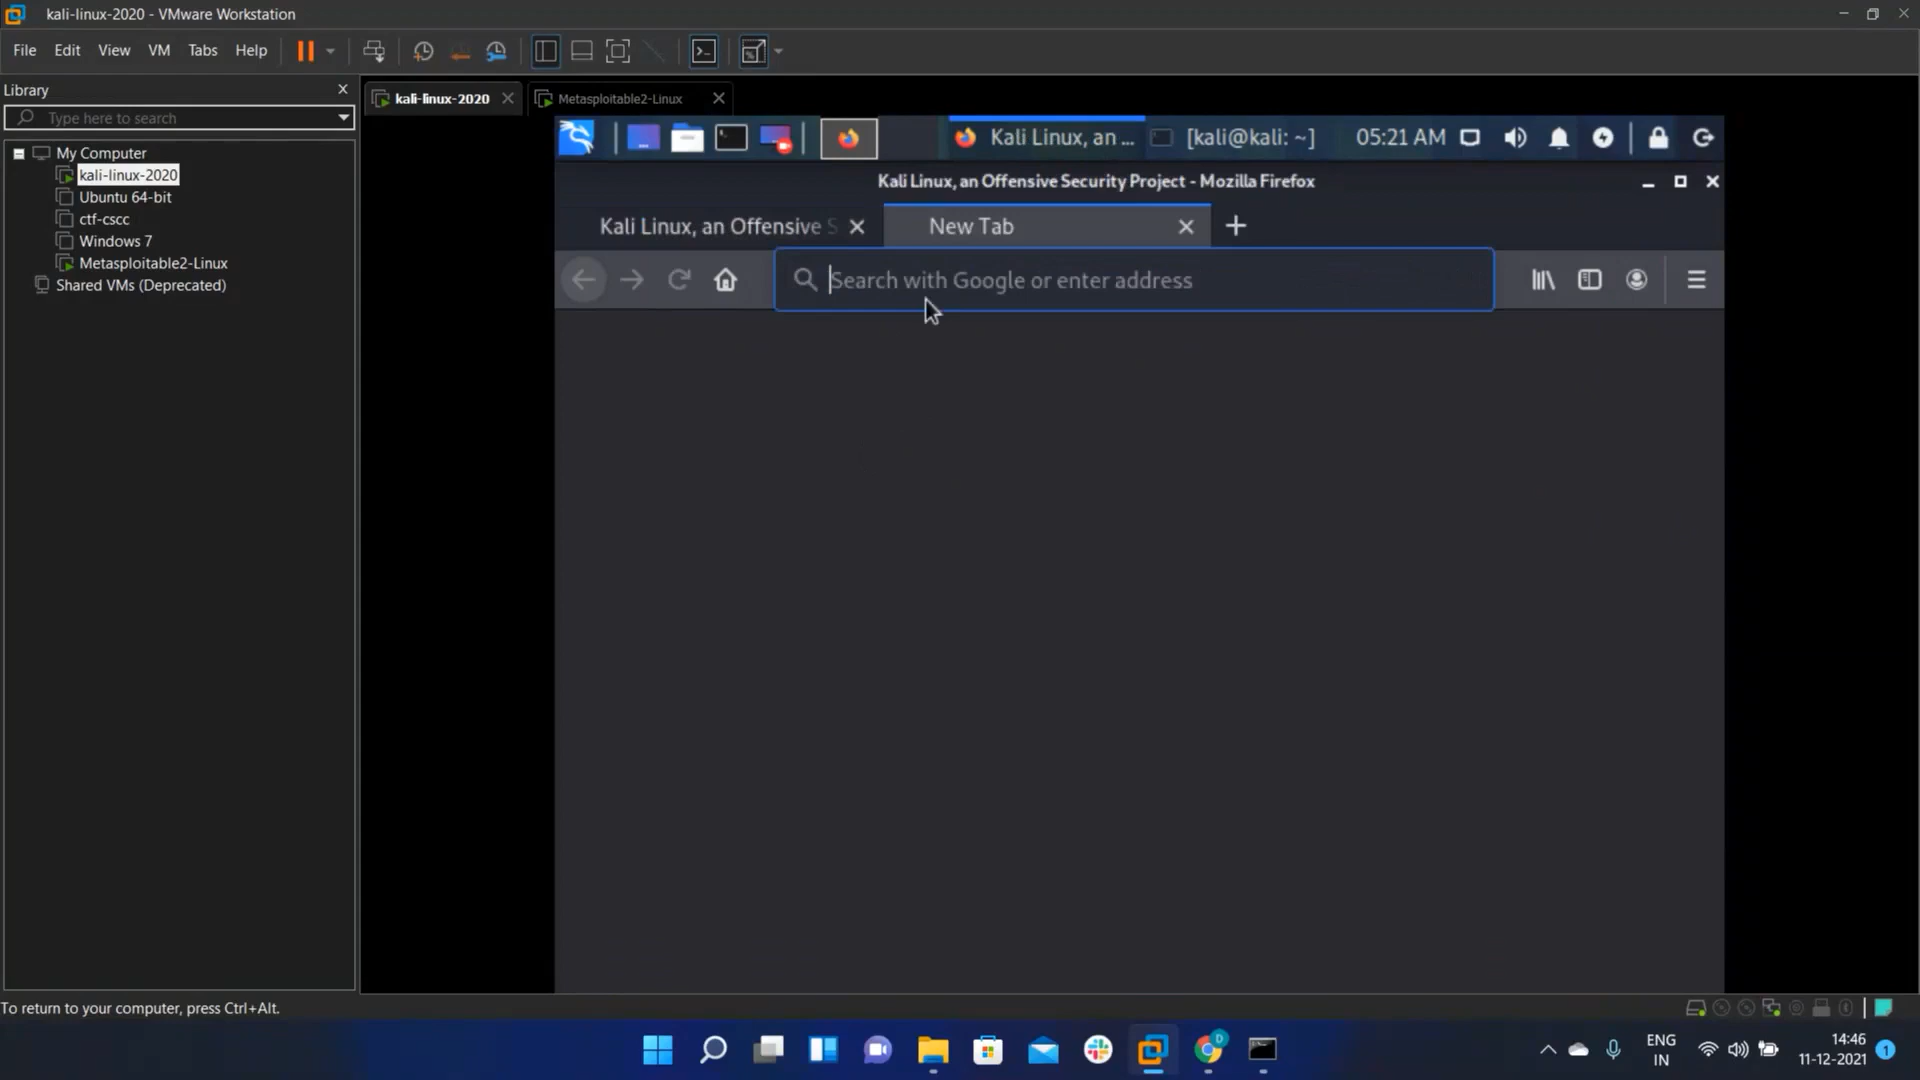 kali-linux-2020 - VMware Workstation
File Edit View VM Tabs Help
Library
Type here to search
My Computer
kali-linux-2020
Ubuntu 64-bit
ctf-cscc
Windows 7
Metasploitable2-Linux
Shared VMs (Deprecated)
kali-linux-2020 Metasploitable2-Linux
Kali Linux, an ... [kali@kali: ~] 05:21 AM
Kali Linux, an Offensive Security Project - Mozilla Firefox
Kali Linux, an Offensive S New Tab
Search with Google or enter address
To return to your computer, press Ctrl+Alt.
D
ENG
IN
14:46
11-12-2021
1